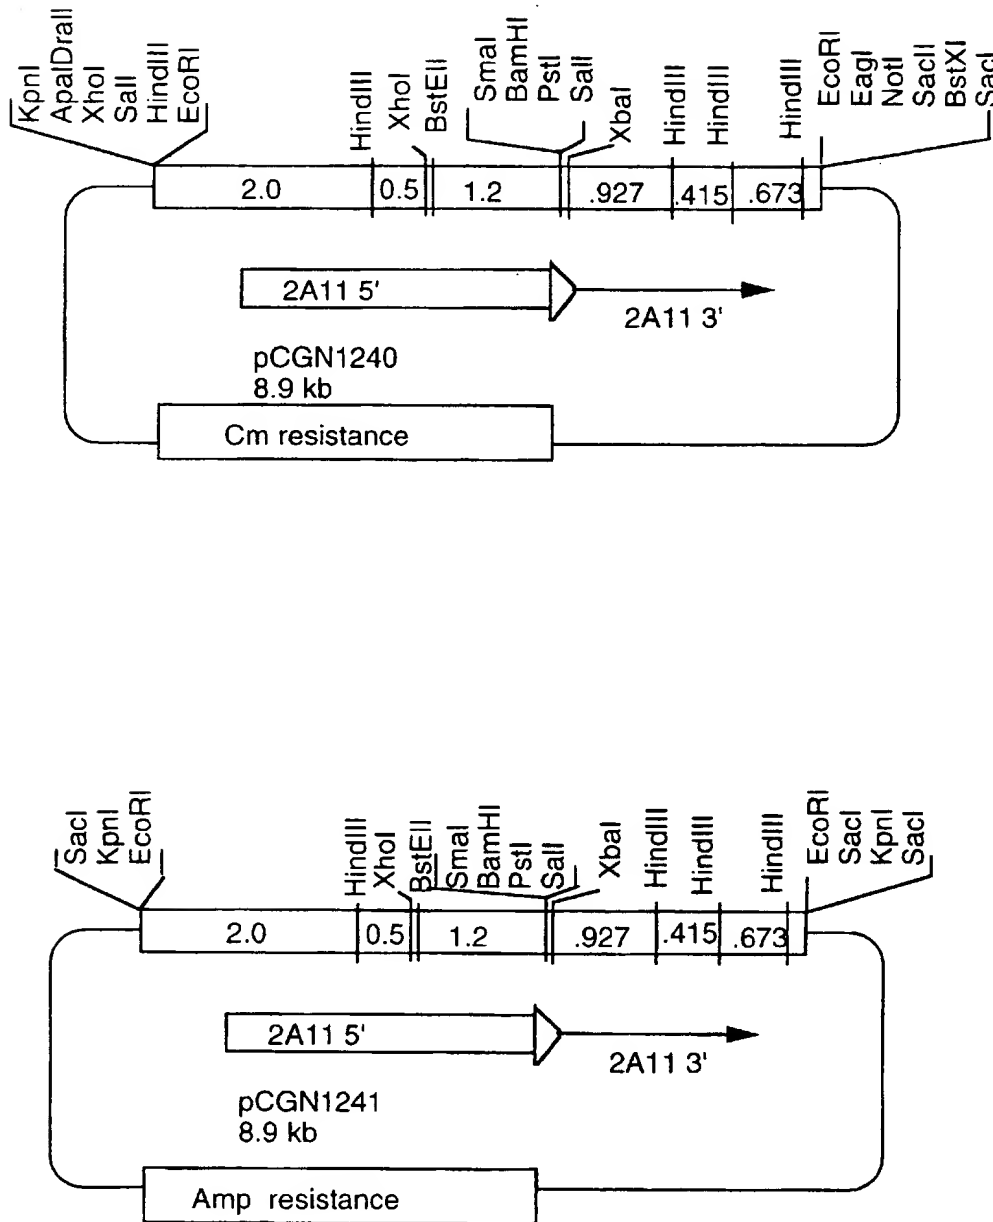 KpnI
ApaIDraII
XhoI
SalI
HindIII
EcoRI
HindIII
XhoI
BstEII
SmaI
BamHI
PstI
SalI
XbaI
HindIII
HindIII
HindIII
EcoRI
EagI
NotI
SacII
BstXI
SacI
2.0
0.5
1.2
.927
.415
.673
2A11 5'
2A11 3'
pCGN1240
8.9 kb
Cm resistance
SacI
KpnI
EcoRI
HindIII
XhoI
BstEII
SmaI
BamHI
PstI
SalI
XbaI
HindIII
HindIII
HindIII
EcoRI
SacI
KpnI
SacI
2.0
0.5
1.2
.927
.415
.673
2A11 5'
2A11 3'
pCGN1241
8.9 kb
Amp resistance